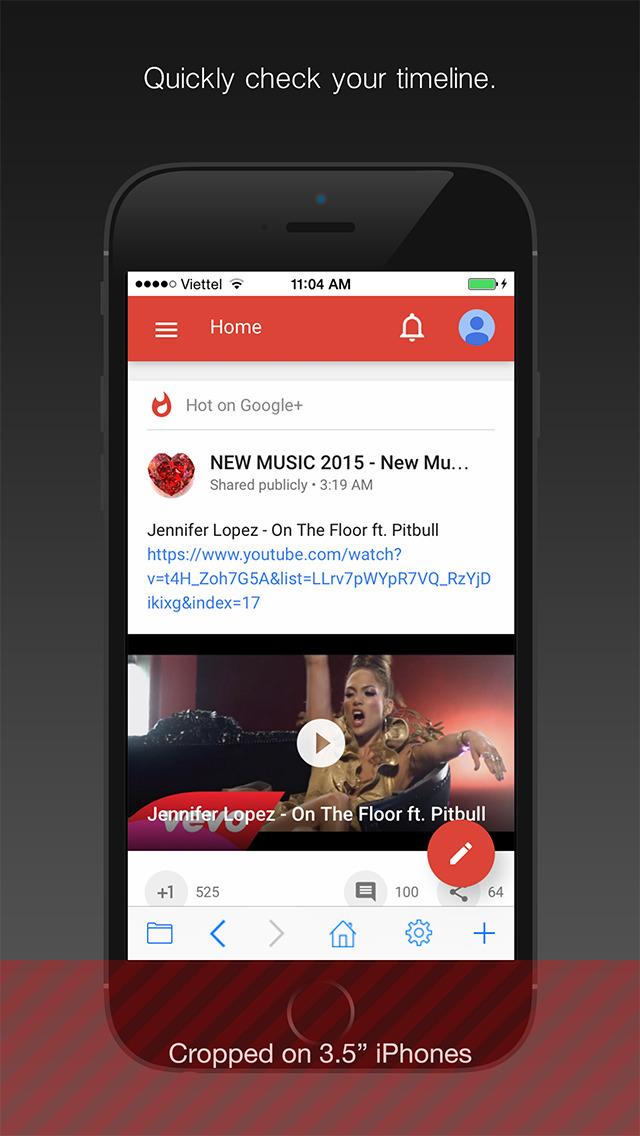 Quickly check your timeline.
Viettel 11:04 AM
Home
Hot on Google+
NEW MUSIC 2015 - New Mu...
Shared publicly • 3:19 AM
Jennifer Lopez - On The Floor ft. Pitbull
https://www.youtube.com/watch?
v=t4H_Zoh7G5A&list=LLrv7pWYpR7VQ_RzYjD
ikixg&index=17
Jennifer Lopez - On The Floor ft. Pitbull
vevo
+1 525 100 64
Cropped on 3.5” iPhones